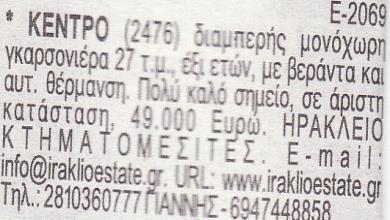 Ε-2069
* ΚΕΝΤΡΟ (2476) διαμπερής μονόχωρη
γκαρσονιέρα 27 τ.μ., έξι ετών, με βεράντα και
αυτ. θέρμανση. Πολύ καλό σημείο, σε άριστη
κατάσταση, 49.000 Ευρώ. ΗΡΑΚΛΕΙΟ
ΚΤΗΜΑΤΟΜΕΣΙΤΕΣ. E-mail:
info@iraklioestate.gr. URL: www.iraklioestate.gr
Τηλ.: 2810360777 ΓΙΑΝΝΗΣ - 6947448858